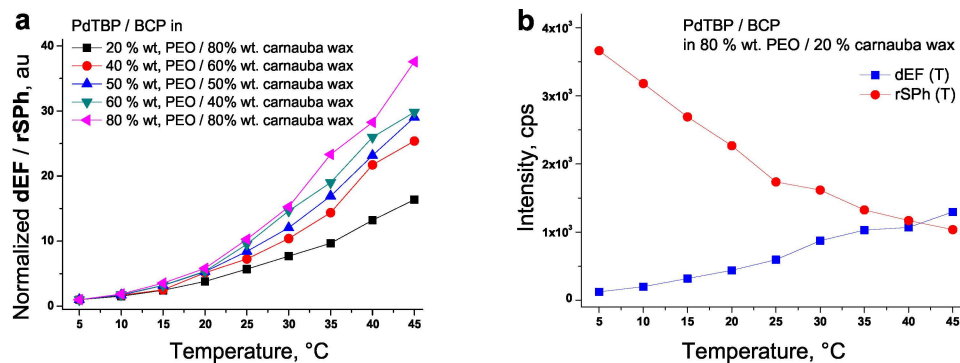 a
PdTBP / BCP in
20 % wt, PEO / 80% wt. carnauba wax
40 % wt, PEO / 60% wt. carnauba wax
50 % wt, PEO / 50% wt. carnauba wax
60 % wt, PEO / 40% wt. carnauba wax
80 % wt, PEO / 80% wt. carnauba wax
Normalized dEF / rSPh, au
40
30
20
10
0
5 10 15 20 25 30 35 40 45
Temperature, °C
b
PdTBP / BCP
in 80 % wt. PEO / 20 % carnauba wax
dEF (T)
rSPh (T)
Intensity, cps
4x10³
3x10³
2x10³
1x10³
0
5 10 15 20 25 30 35 40 45
Temperature, °C